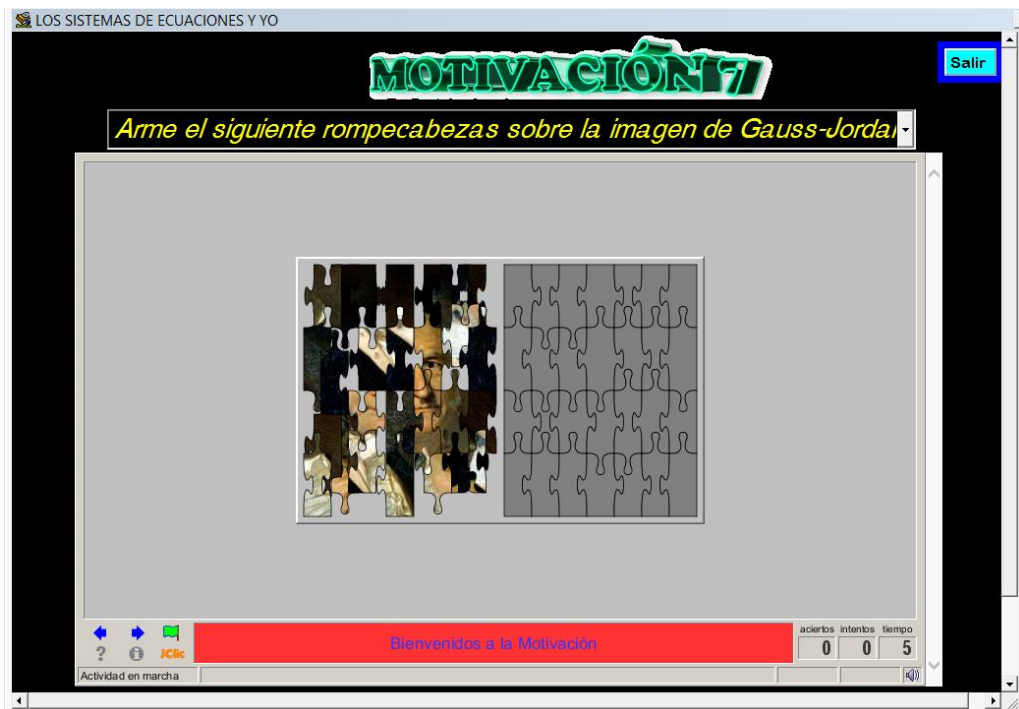 LOS SISTEMAS DE ECUACIONES Y YO
MOTIVACIÓN 7
Salir
Arme el siguiente rompecabezas sobre la imagen de Gauss-Jordan
Bienvenidos a la Motivación
aciertos intentos tiempo
0 0 5
? i JClic
Actividad en marcha